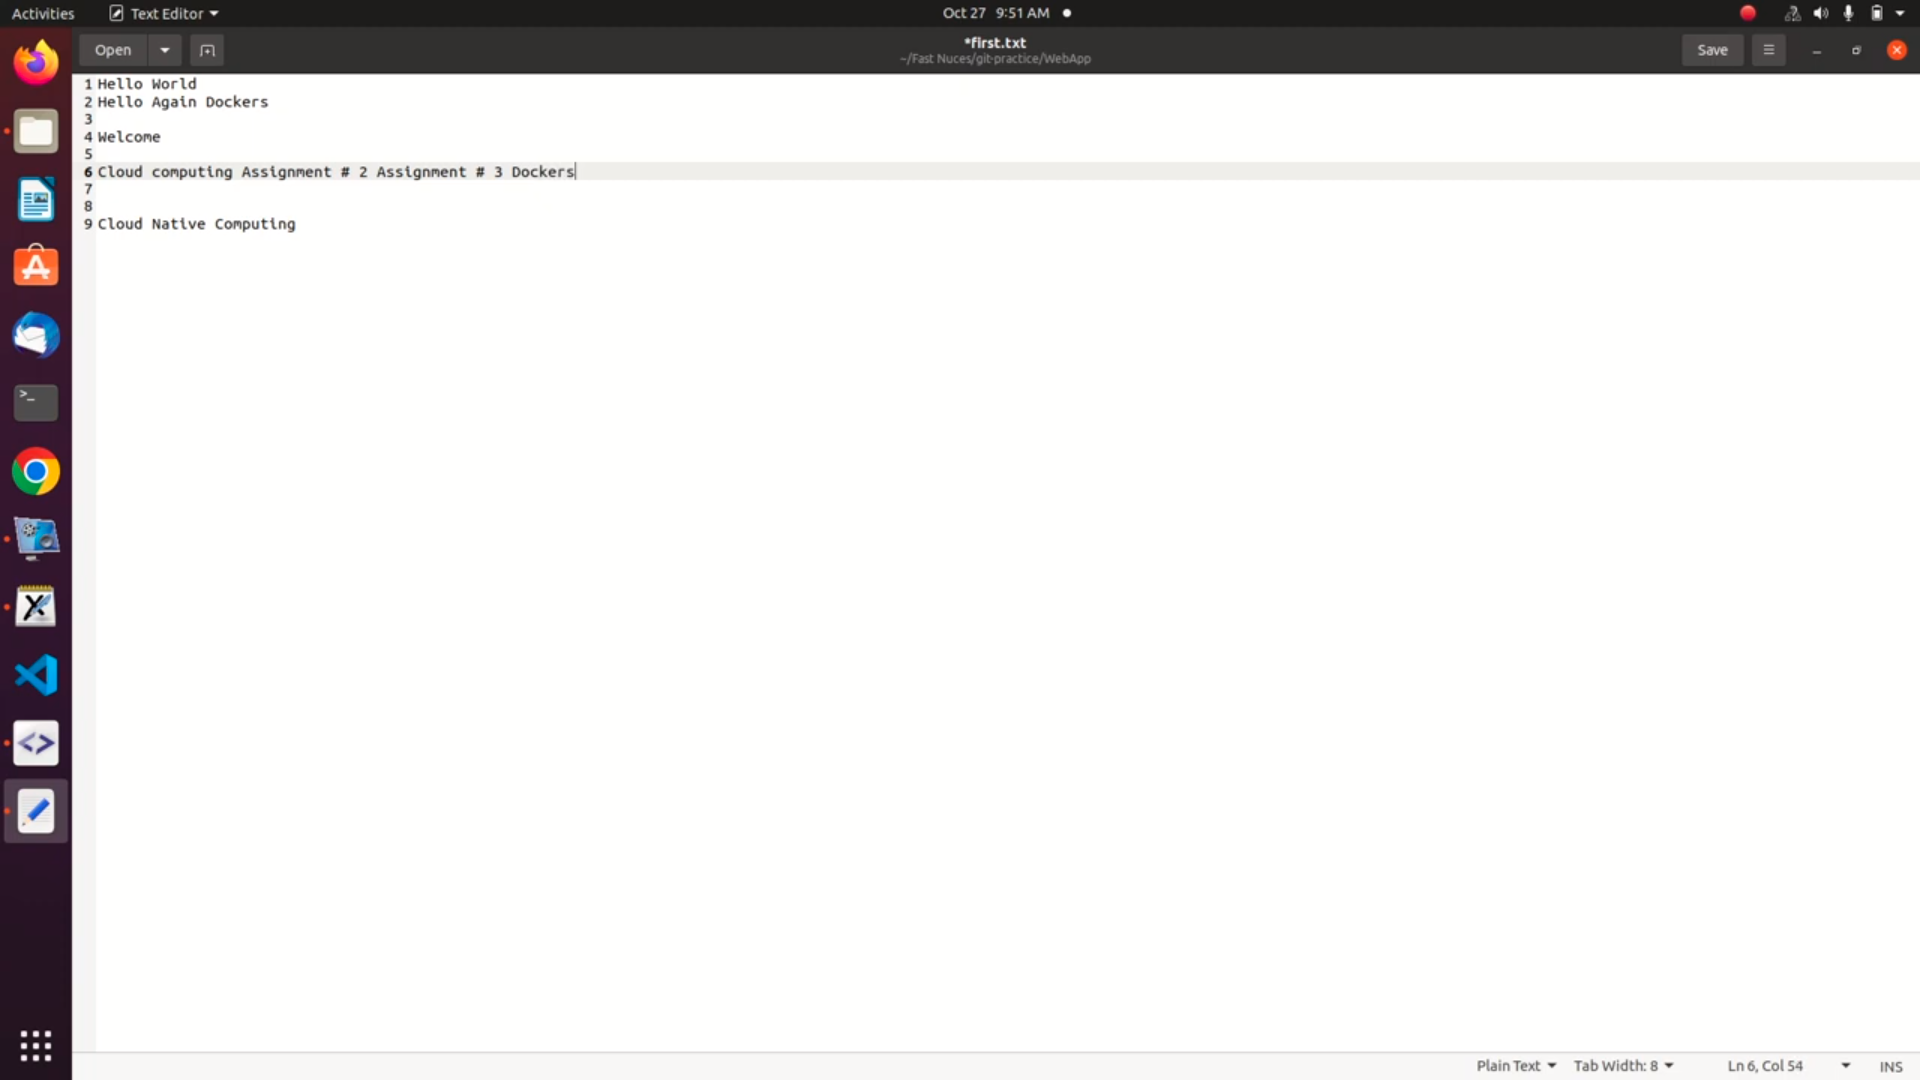 Activities Text Editor Oct 27 9:51 AM
Open *first.txt Save
~/Fast Nuces/git-practice/WebApp
1 Hello World
2 Hello Again Dockers
3
4 Welcome
5
6 Cloud computing Assignment # 2 Assignment # 3 Dockers
7
8
9 Cloud Native Computing
Plain Text Tab Width: 8 Ln 6, Col 54 INS